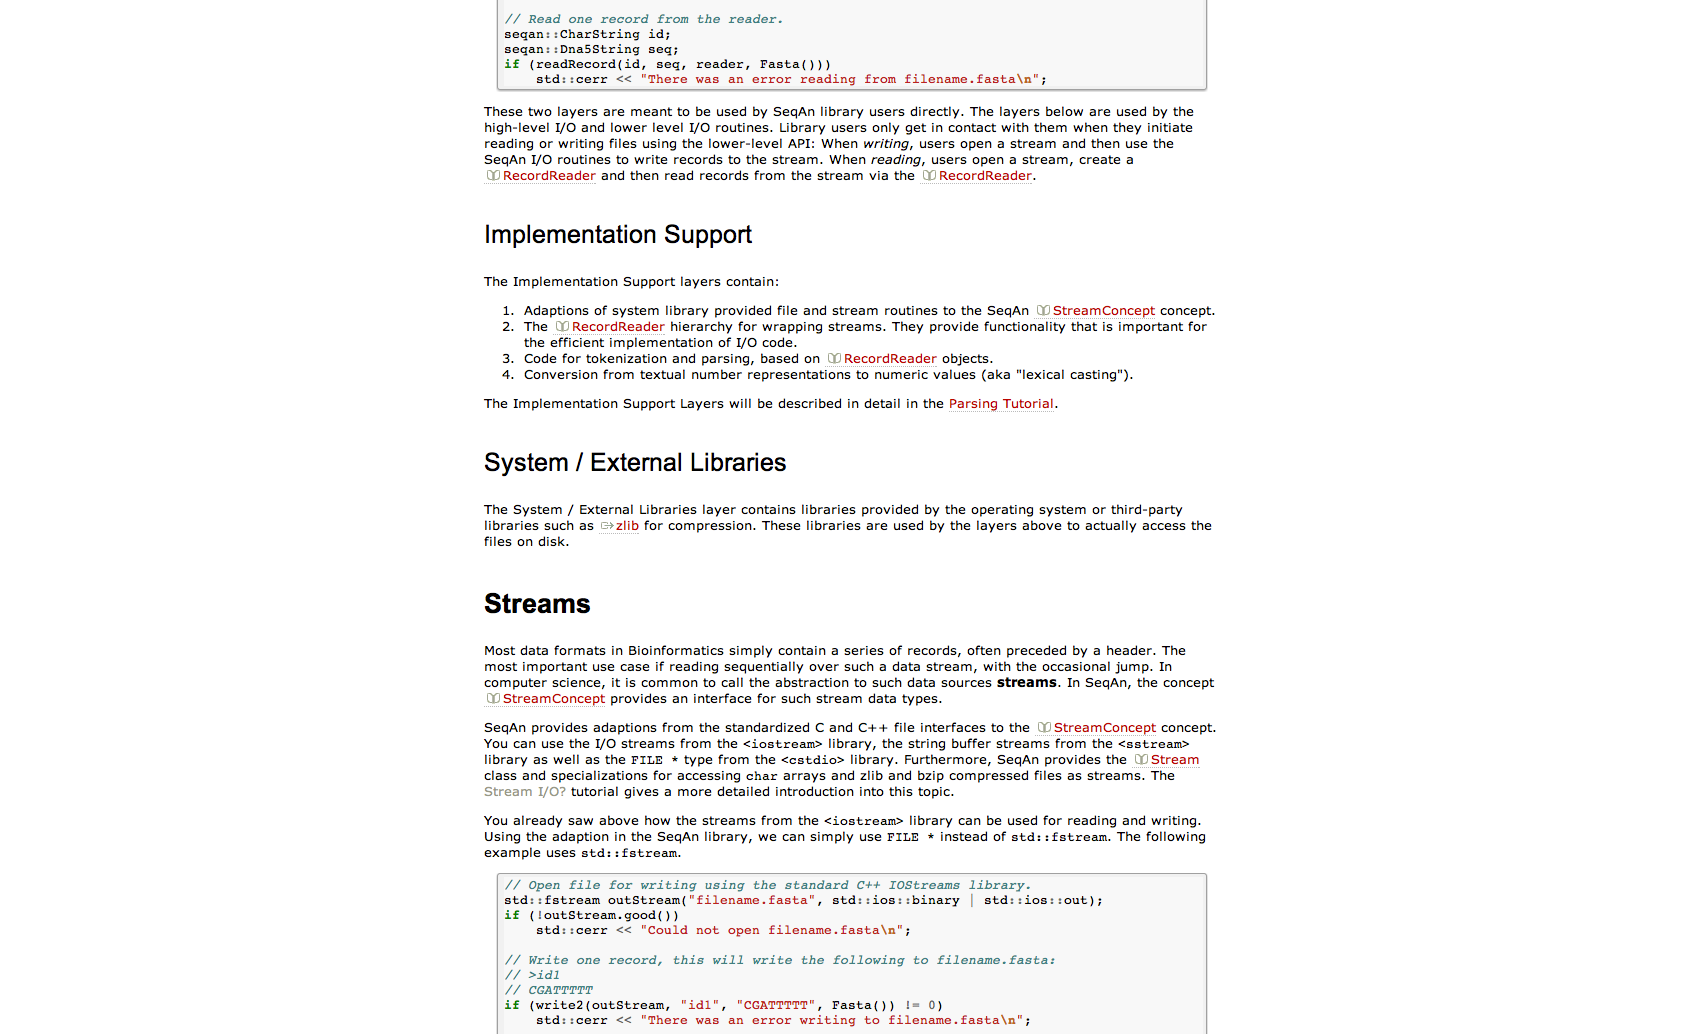 // Read one record from the reader.
seqan::CharString id;
seqan::Dna5String seq;
if (readRecord(id, seq, reader, Fasta()))
    std::cerr << "There was an error reading from filename.fasta\n";
These two layers are meant to be used by SeqAn library users directly. The layers below are used by the
high-level I/O and lower level I/O routines. Library users only get in contact with them when they initiate
reading or writing files using the lower-level API: When writing, users open a stream and then use the
SeqAn I/O routines to write records to the stream. When reading, users open a stream, create a
RecordReader and then read records from the stream via the RecordReader.
Implementation Support
The Implementation Support layers contain:
1. Adaptions of system library provided file and stream routines to the SeqAn StreamConcept concept.
2. The RecordReader hierarchy for wrapping streams. They provide functionality that is important for
the efficient implementation of I/O code.
3. Code for tokenization and parsing, based on RecordReader objects.
4. Conversion from textual number representations to numeric values (aka "lexical casting").
The Implementation Support Layers will be described in detail in the Parsing Tutorial.
System / External Libraries
The System / External Libraries layer contains libraries provided by the operating system or third-party
libraries such as zlib for compression. These libraries are used by the layers above to actually access the
files on disk.
Streams
Most data formats in Bioinformatics simply contain a series of records, often preceded by a header. The
most important use case if reading sequentially over such a data stream, with the occasional jump. In
computer science, it is common to call the abstraction to such data sources streams. In SeqAn, the concept
StreamConcept provides an interface for such stream data types.
SeqAn provides adaptions from the standardized C and C++ file interfaces to the StreamConcept concept.
You can use the I/O streams from the <iostream> library, the string buffer streams from the <sstream>
library as well as the FILE * type from the <cstdio> library. Furthermore, SeqAn provides the Stream
class and specializations for accessing char arrays and zlib and bzip compressed files as streams. The
Stream I/O? tutorial gives a more detailed introduction into this topic.
You already saw above how the streams from the <iostream> library can be used for reading and writing.
Using the adaption in the SeqAn library, we can simply use FILE * instead of std::fstream. The following
example uses std::fstream.
// Open file for writing using the standard C++ IOStreams library.
std::fstream outStream("filename.fasta", std::ios::binary | std::ios::out);
if (!outStream.good())
    std::cerr << "Could not open filename.fasta\n";
// Write one record, this will write the following to filename.fasta:
// >id1
// CGATTTTT
if (write2(outStream, "id1", "CGATTTTT", Fasta()) != 0)
    std::cerr << "There was an error writing to filename.fasta\n";